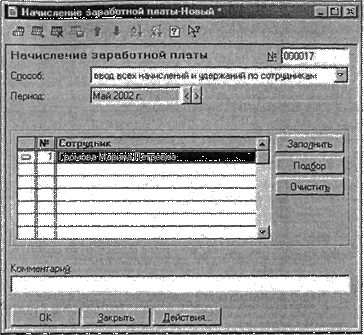 Начисление заработной платы-Новый *
Начисление заработной платы № 000017
Способ: ввод всех начислений и удержаний по сотрудникам
Период: Май 2002 г.
№ Сотрудник
1
Заполнить
Подбор
Очистить
Комментарий:
OK Закрыть Действия...